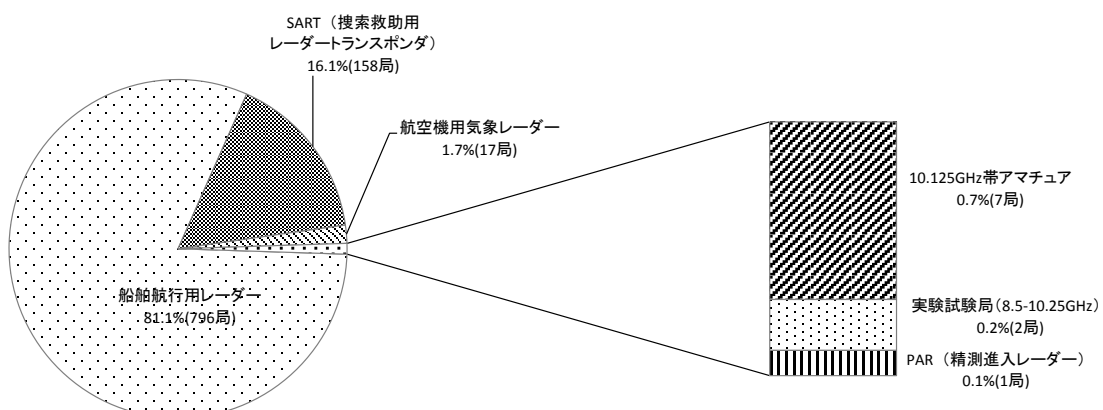 SART（捜索救助用
レーダートランスポンダ）
16.1%(158局)
航空機用気象レーダー
1.7%(17局)
船舶航行用レーダー
81.1%(796局)
10.125GHz帯アマチュア
0.7%(7局)
実験試験局(8.5-10.25GHz)
0.2%(2局)
PAR（精測進入レーダー）
0.1%(1局)